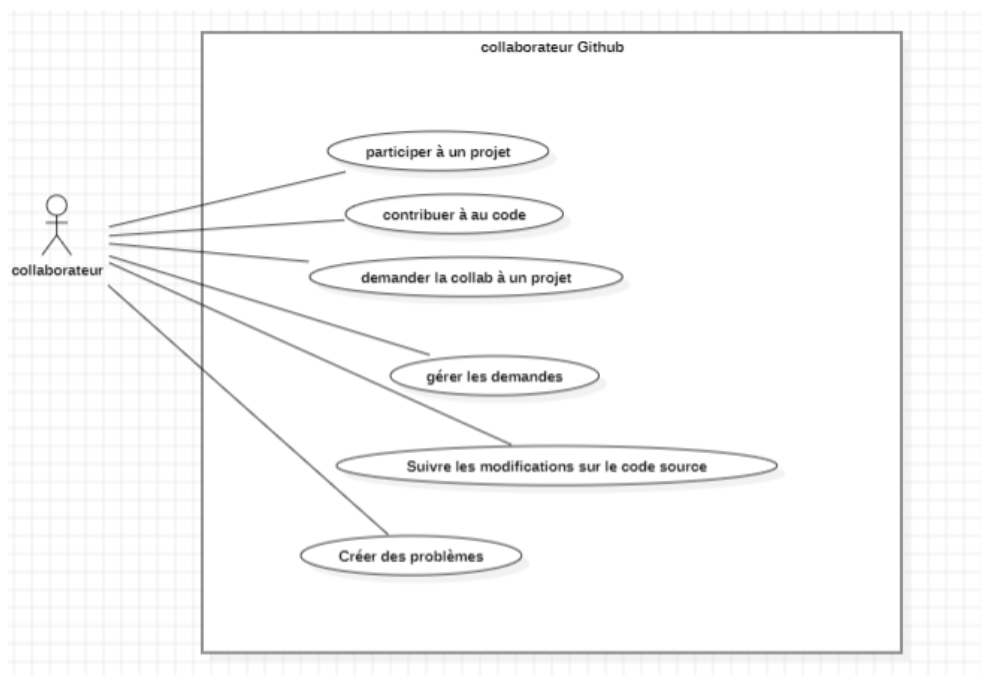 collaborateur Github
participer à un projet
contribuer à au code
collaborateur
demander la collab à un projet
gérer les demandes
Suivre les modifications sur le code source
Créer des problèmes